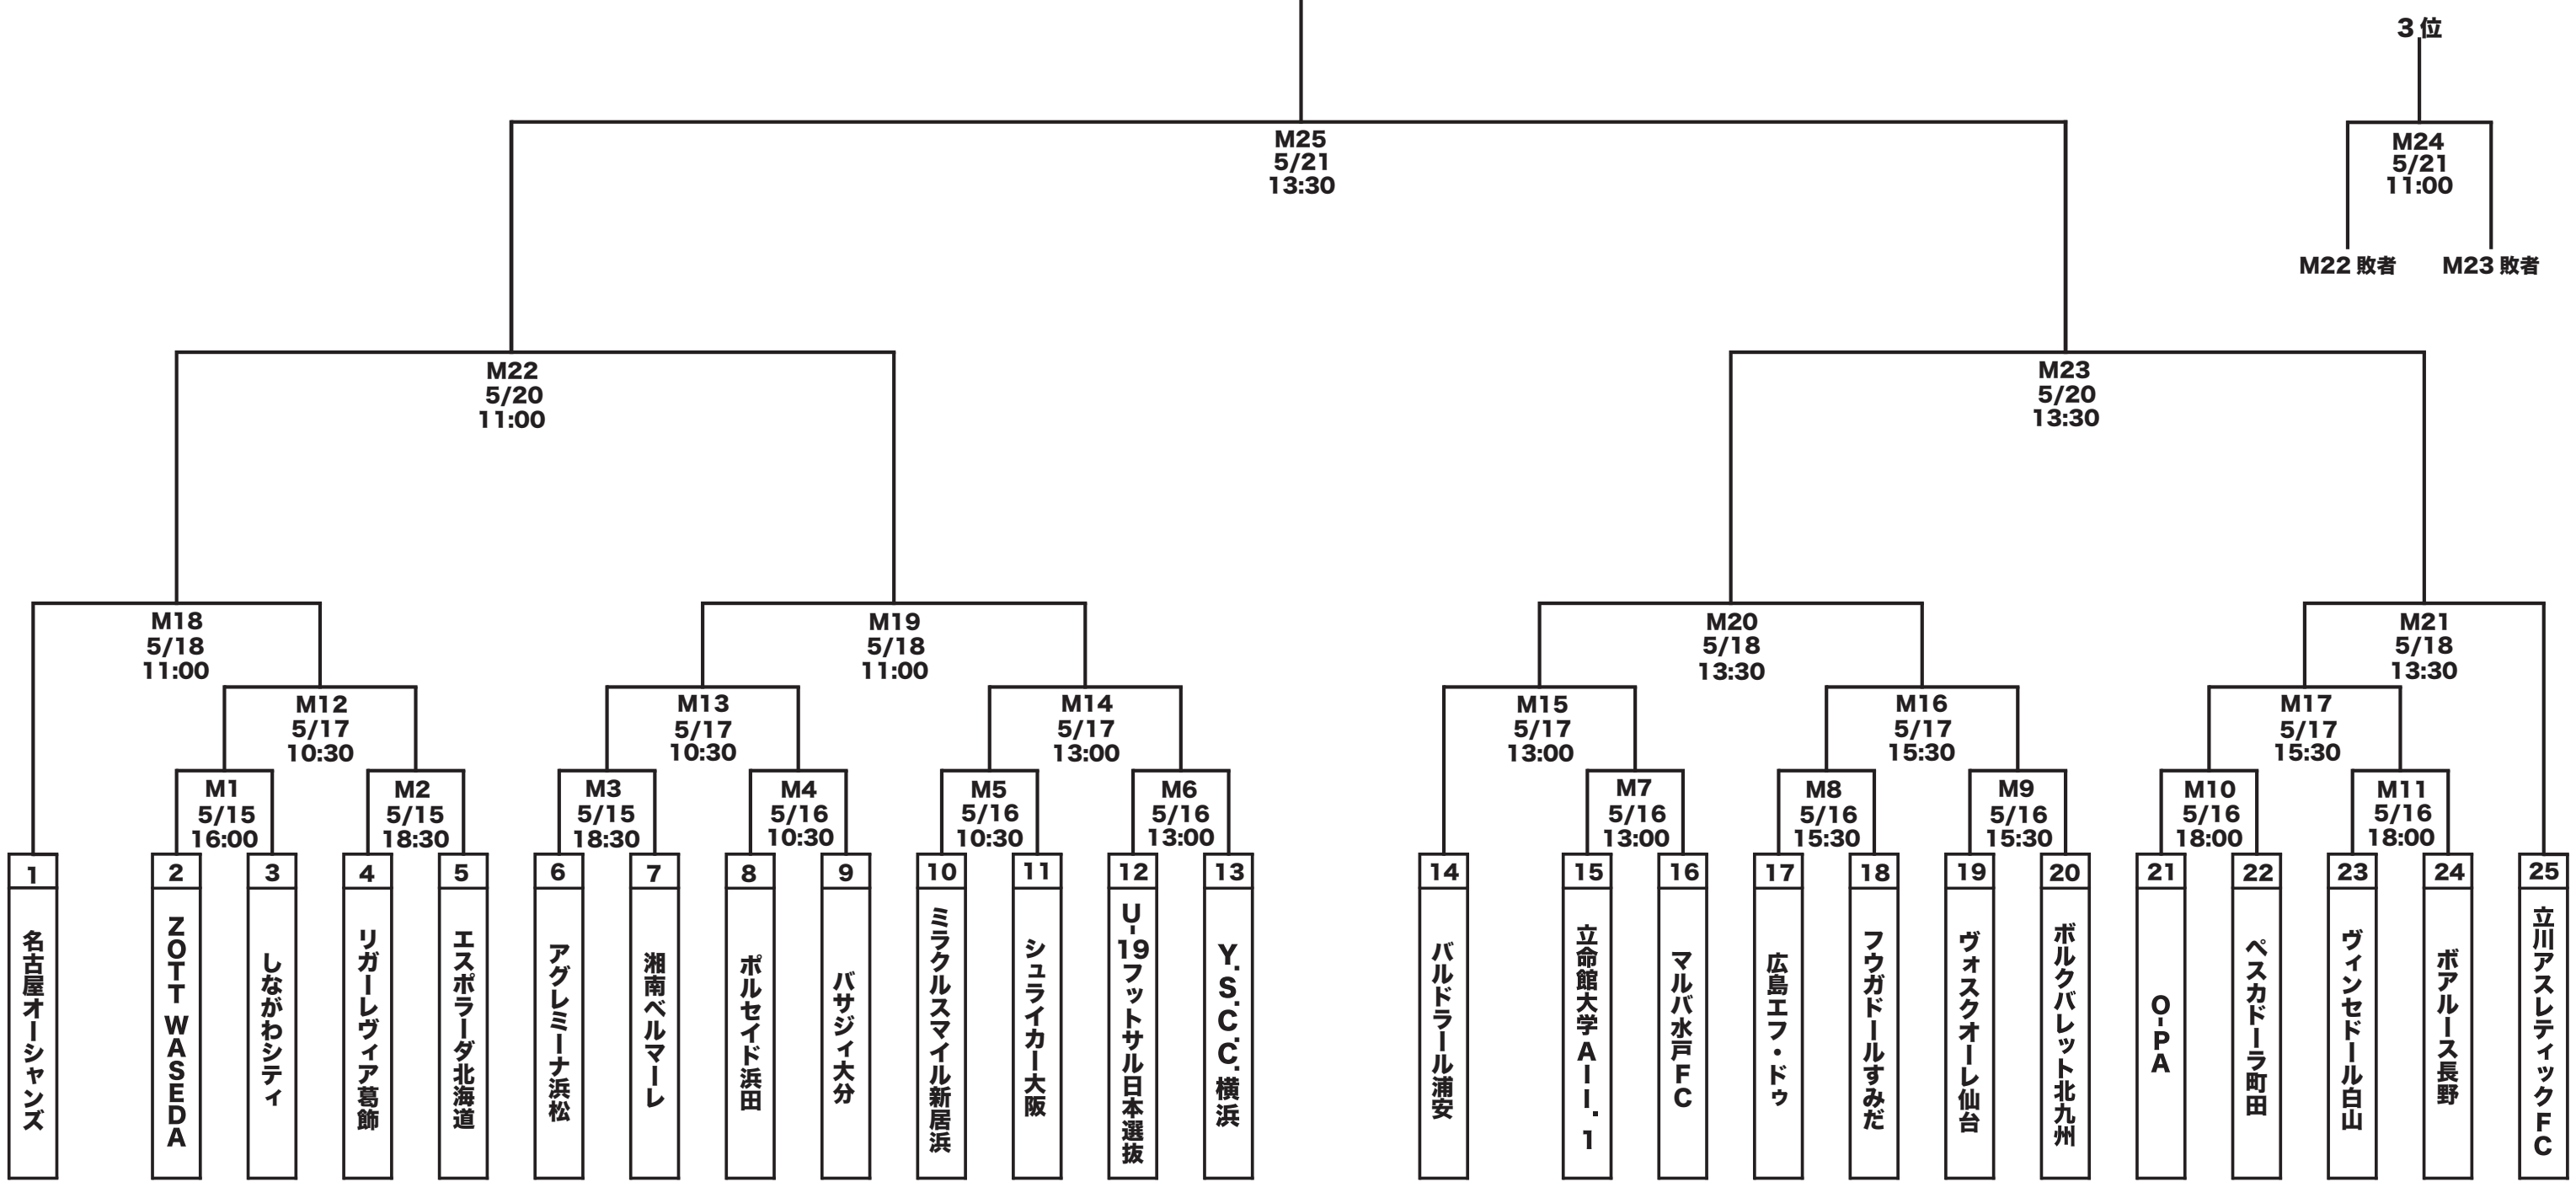 3 位
M25
5/21
13:30
M24
5/21
11:00
M22 敗者
M23 敗者
M22
5/20
11:00
M23
5/20
13:30
M18
5/18
11:00
M19
5/18
11:00
M20
5/18
13:30
M21
5/18
13:30
M12
5/17
10:30
M13
5/17
10:30
M14
5/17
13:00
M15
5/17
13:00
M16
5/17
15:30
M17
5/17
15:30
M1
5/15
16:00
M2
5/15
18:30
M3
5/15
18:30
M4
5/16
10:30
M5
5/16
10:30
M6
5/16
13:00
M7
5/16
13:00
M8
5/16
15:30
M9
5/16
15:30
M10
5/16
18:00
M11
5/16
18:00
1
名古屋オーシャンズ
2
ZOTT WASEDA
3
しながわシティ
4
リガーレヴィア葛飾
5
エスポラーダ北海道
6
アグレミーナ浜松
7
湘南ベルマーレ
8
ポルセイド浜田
9
バサジィ大分
10
ミラクルスマイル新居浜
11
シュライカー大阪
12
U-19フットサル日本選抜
13
Y.S.C.C.横浜
14
バルドラール浦安
15
立命館大学 A I I . 1
16
マルバ水戸 FC
17
広島エフ・ドゥ
18
フウガドールすみだ
19
ヴォスクオーレ仙台
20
ボルクバレット北九州
21
O-PA
22
ペスカドーラ町田
23
ヴィンセドール白山
24
ボアルース長野
25
立川アスレティック FC